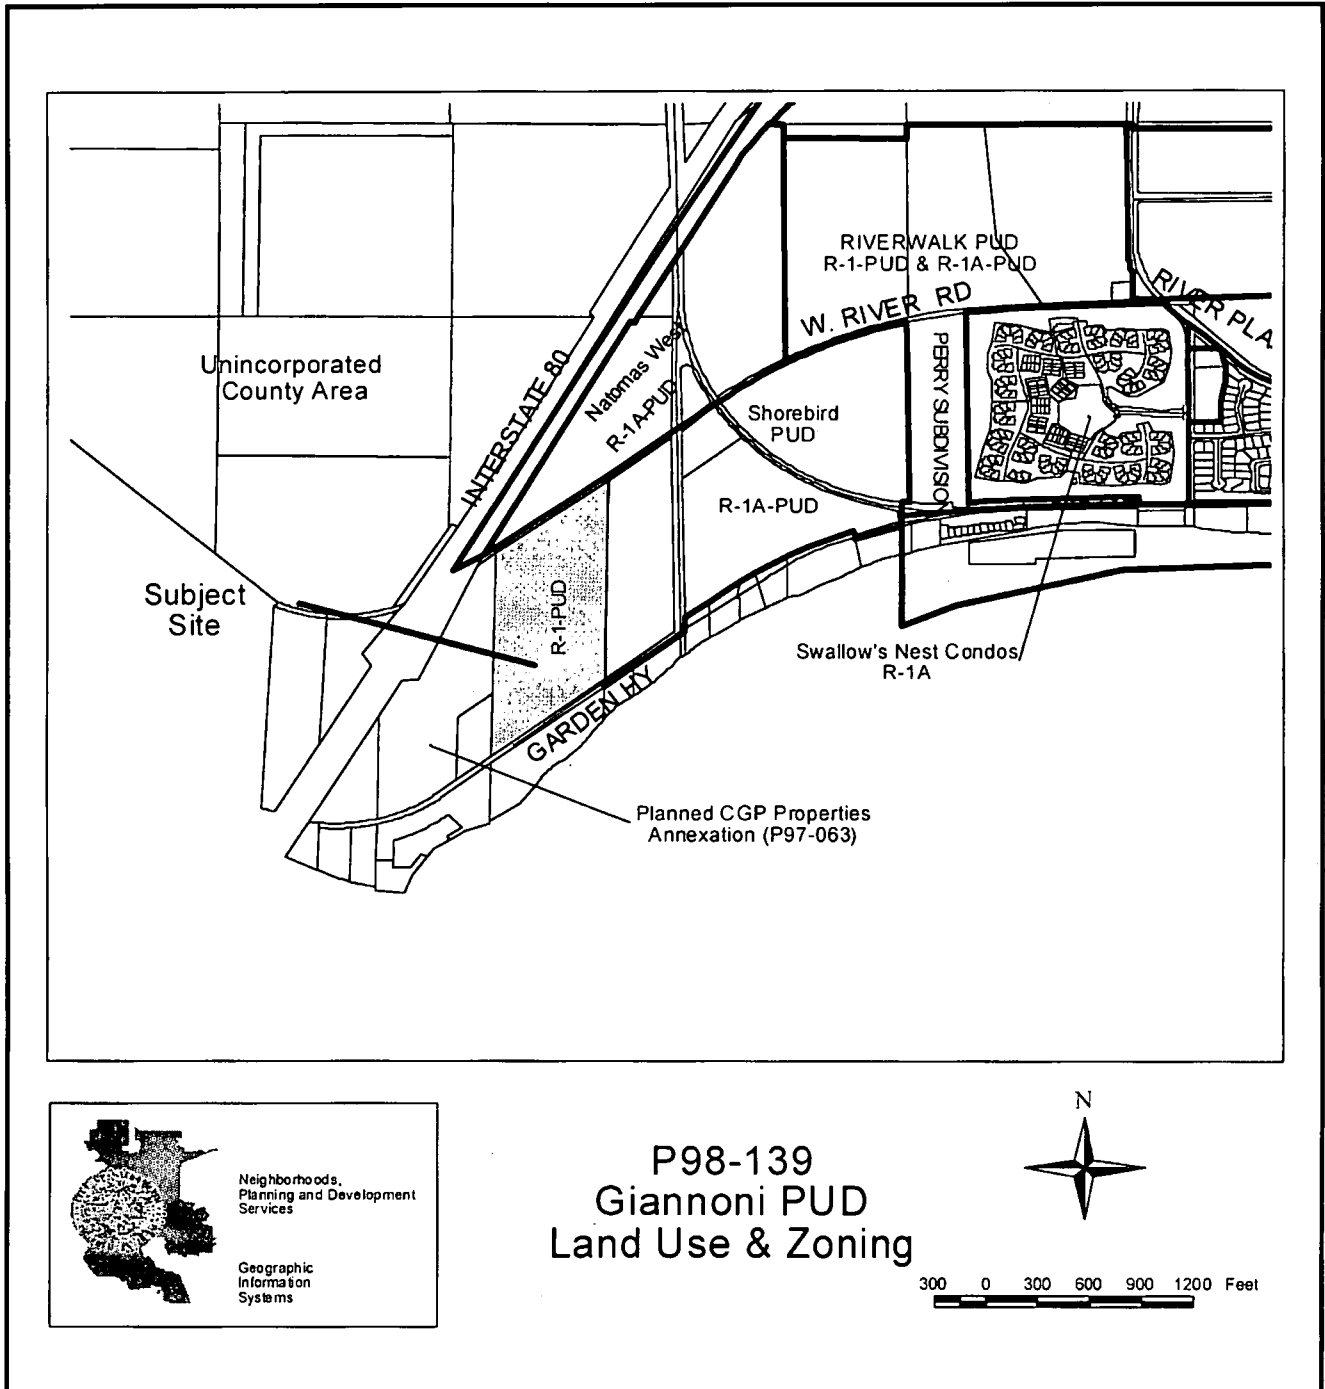 RIVERWALK PUD
R-1-PUD & R-1A-PUD
W. RIVER RD
RIVER PLA
Unincorporated
County Area
INTERSTATE 80
Natomas West
R-1A-PUD
Shorebird
PUD
PERRY SUBDIVISION
R-1A-PUD
Subject
Site
R-1-PUD
GARDEN HY
Swallow's Nest Condos
R-1A
Planned CGP Properties
Annexation (P97-063)
Neighborhoods,
Planning and Development
Services
Geographic
Information
Systems
P98-139
Giannoni PUD
Land Use & Zoning
N
300 0 300 600 900 1200 Feet